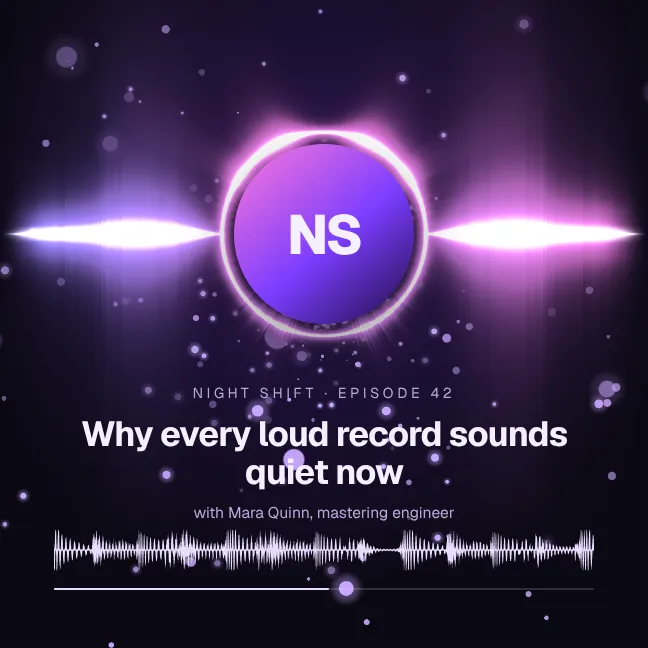 NS
NIGHT SHIFT · EPISODE 42
Why every loud record sounds
quiet now
with Mara Quinn, mastering engineer